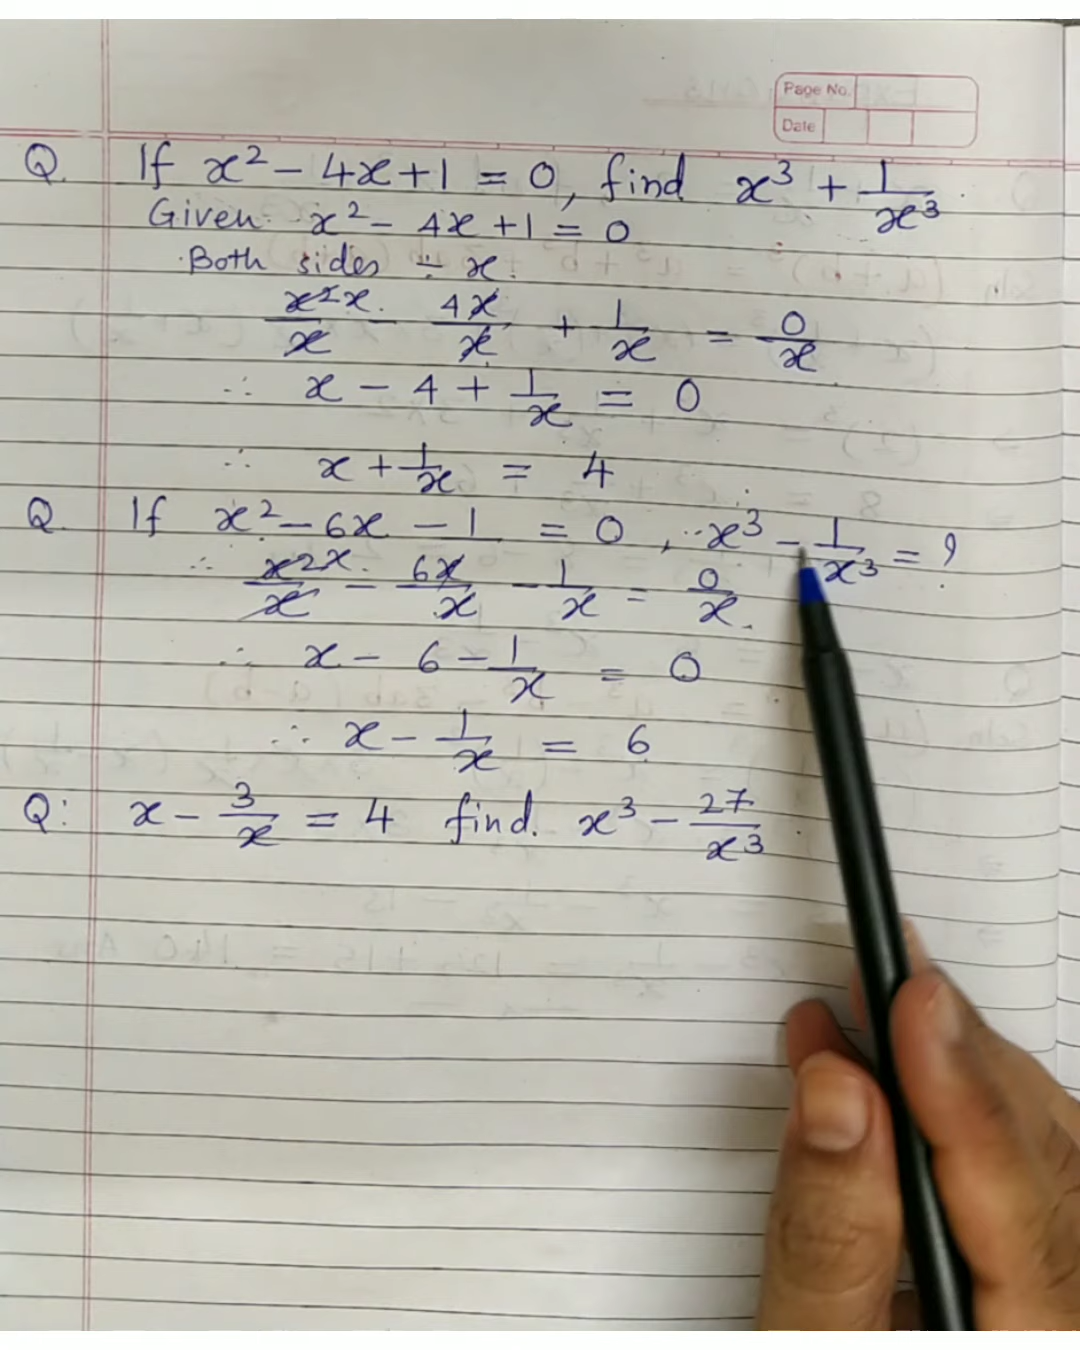 Page No.
Date
Q. If x² - 4x + 1 = 0, find x³ + 1/x³
Given x² - 4x + 1 = 0
Both sides ÷ x.
x²x/x - 4x/x + 1/x = 0/x
∴ x - 4 + 1/x = 0
∴ x + 1/x = 4
Q. If x² - 6x - 1 = 0, x³ - 1/x³ = ?
∴ x²x/x - 6x/x - 1/x = 0/x.
∴ x - 6 - 1/x = 0
∴ x - 1/x = 6
Q: x - 3/x = 4 find. x³ - 27/x³